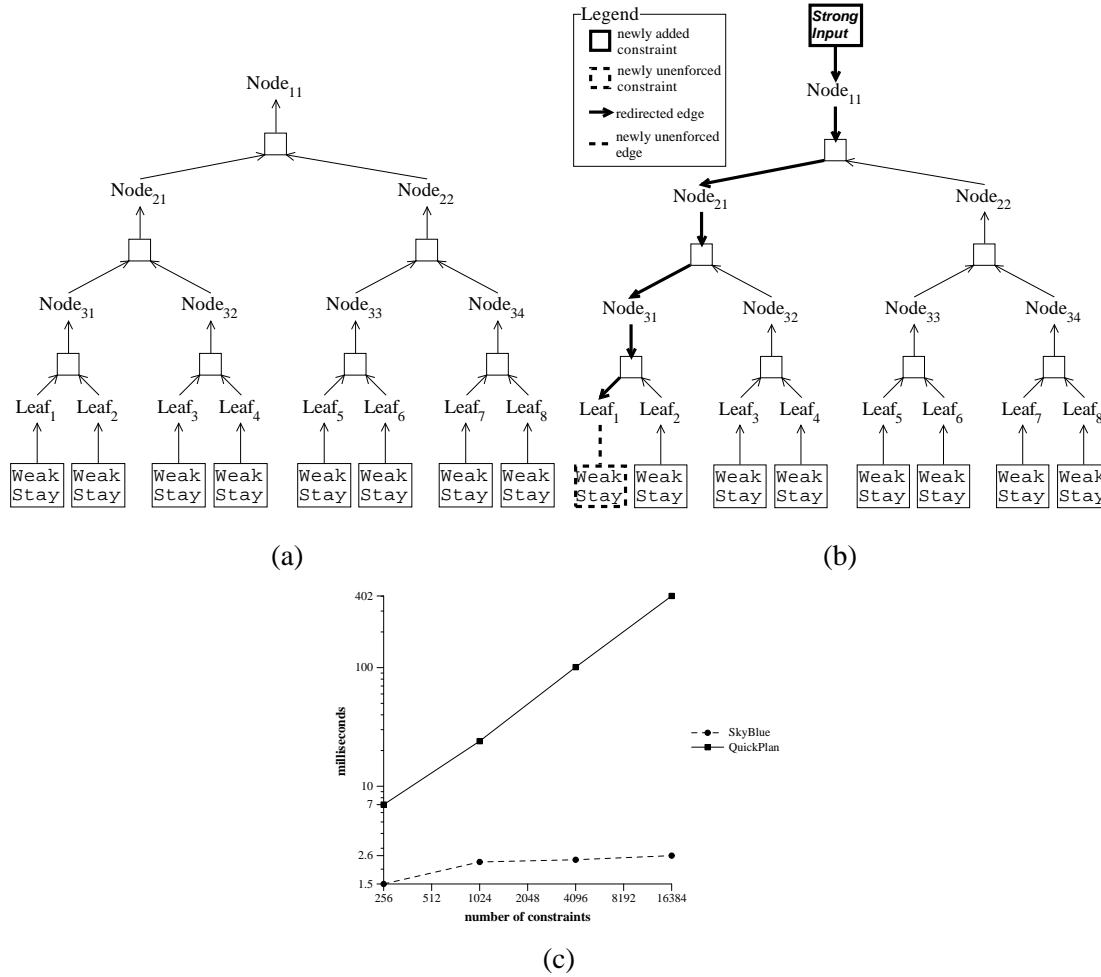 Node11
Node21
Node22
Node31
Node32
Node33
Node34
Leaf1
Leaf2
Leaf3
Leaf4
Leaf5
Leaf6
Leaf7
Leaf8
Weak
Stay
Weak
Stay
Weak
Stay
Weak
Stay
Weak
Stay
Weak
Stay
Weak
Stay
Weak
Stay
(a)
Legend
newly added
constraint
newly unenforced
constraint
redirected edge
newly unenforced
edge
Strong
Input
Node11
Node21
Node22
Node31
Node32
Node33
Node34
Leaf1
Leaf2
Leaf3
Leaf4
Leaf5
Leaf6
Leaf7
Leaf8
Weak
Stay
Weak
Stay
Weak
Stay
Weak
Stay
Weak
Stay
Weak
Stay
Weak
Stay
Weak
Stay
(b)
402
100
10
7
2.6
1.5
milliseconds
256
512
1024
2048
4096
8192
16384
number of constraints
SkyBlue
QuickPlan
(c)